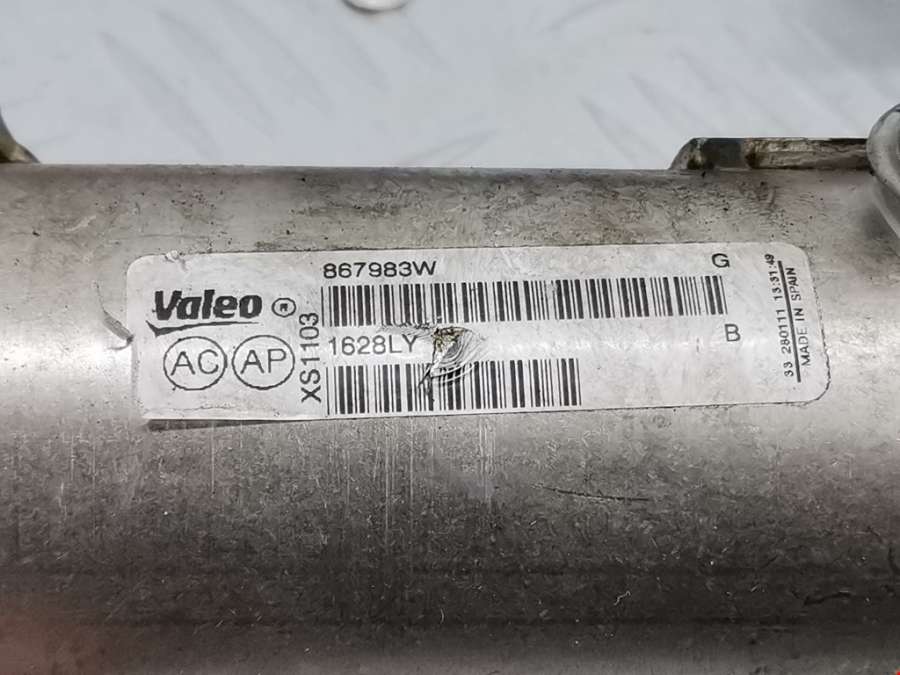 867983W
G
Valeo ®
XS1103
1628LY
B
AC AP
33 280111 13:31:49
MADE IN SPAIN